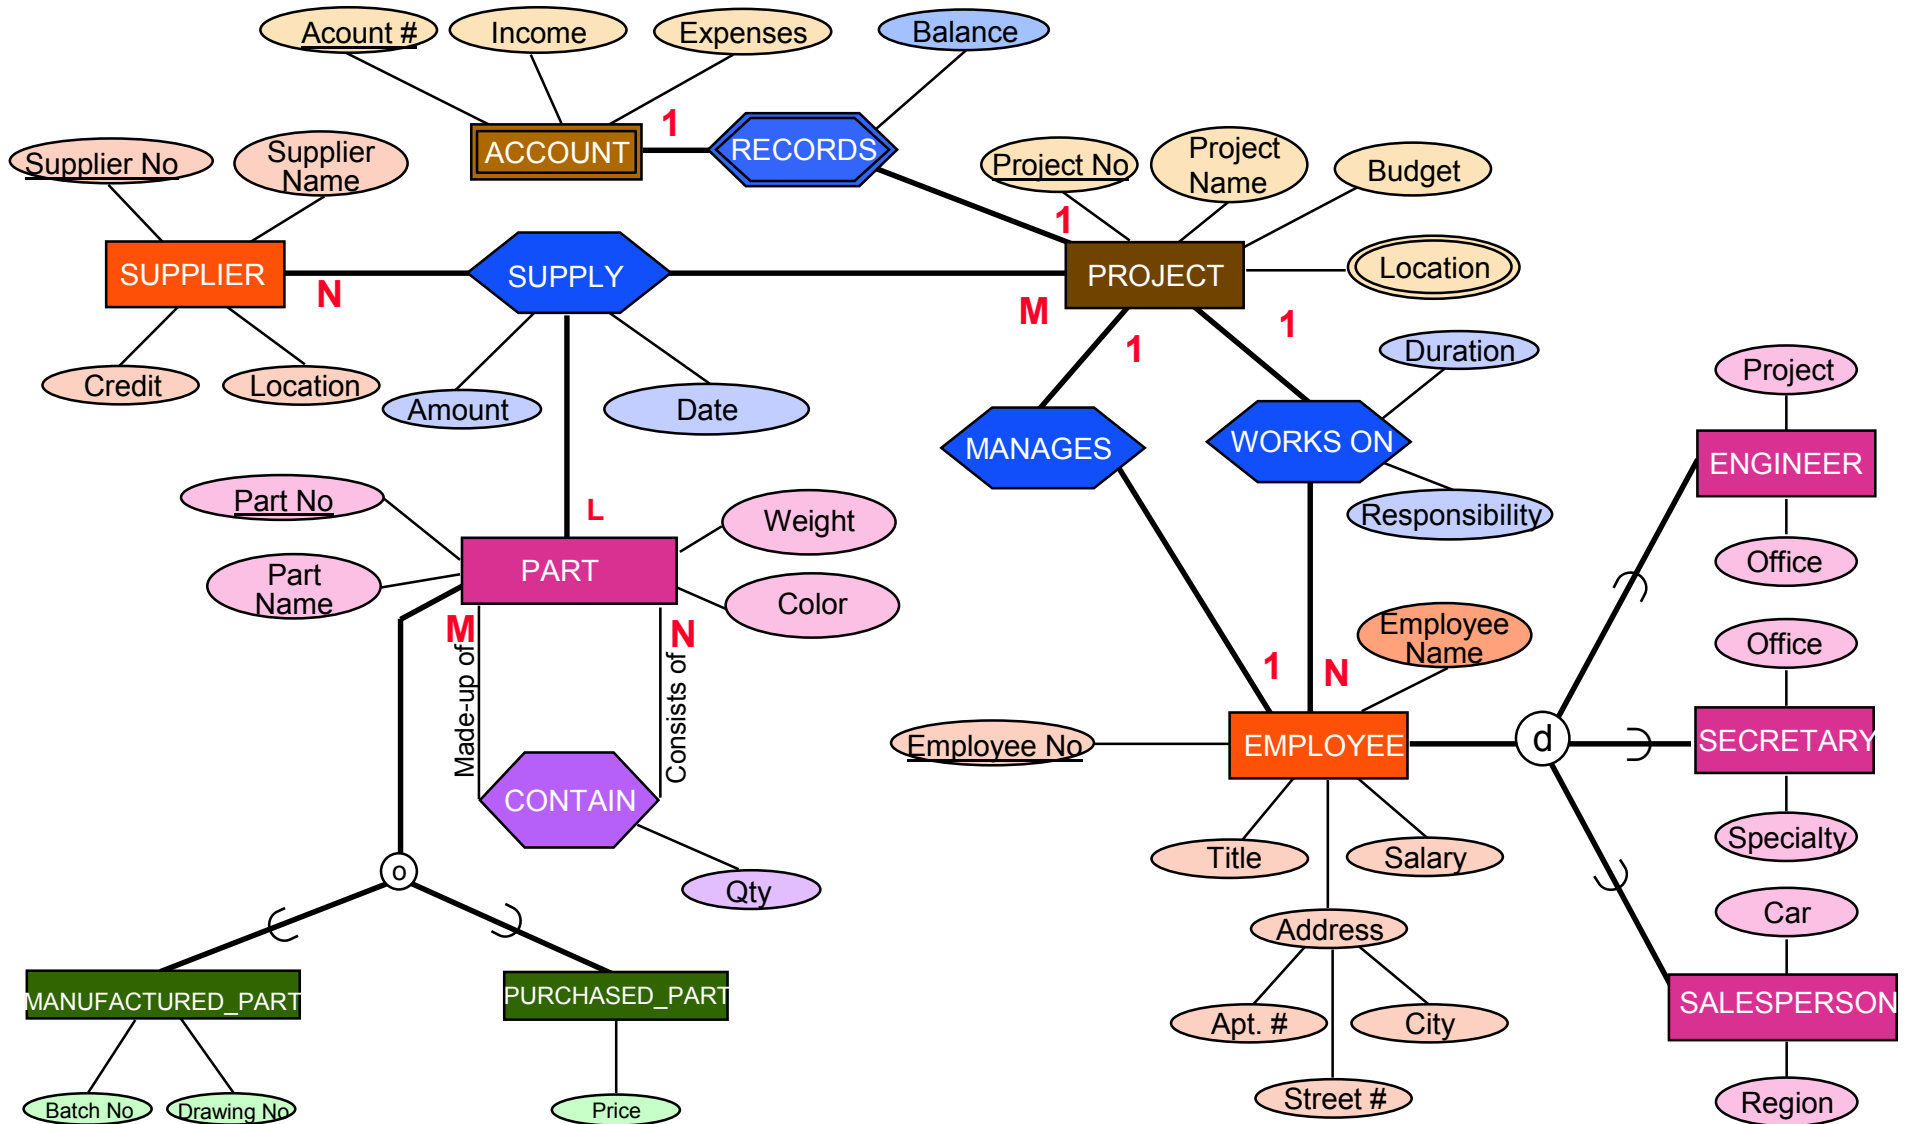 Acount #
Income
Expenses
Balance
1
ACCOUNT
RECORDS
Supplier No
Supplier
Name
Project No
Project
Name
Budget
1
SUPPLIER
N
SUPPLY
M
PROJECT
Location
1
1
Credit
Location
Amount
Date
Duration
MANAGES
WORKS ON
Responsibility
Project
ENGINEER
Office
Part No
L
Weight
Part
Name
PART
Color
M
N
Made-up of
Consists of
CONTAIN
Qty
1
N
Employee
Name
Employee No
EMPLOYEE
d
Office
SECRETARY
Specialty
Title
Salary
Address
Apt. #
City
Street #
Car
SALESPERSON
Region
o
MANUFACTURED_PART
PURCHASED_PART
Batch No
Drawing No
Price